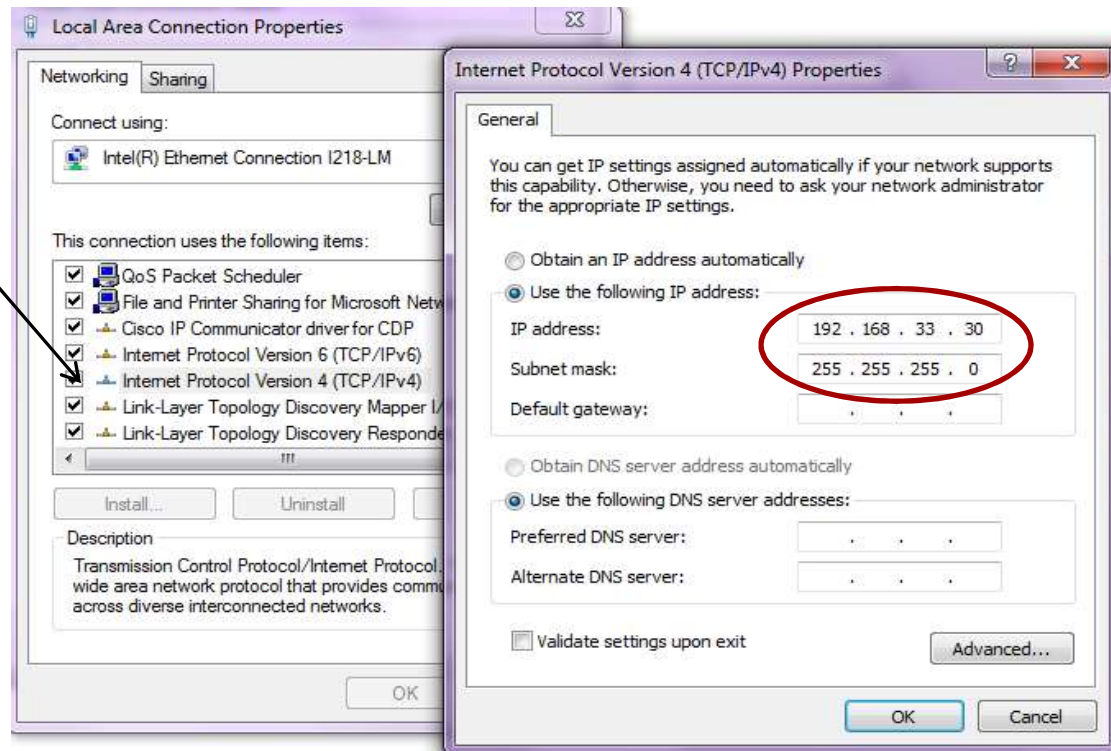 Local Area Connection Properties
Networking
Sharing
Connect using:
Intel(R) Ethernet Connection I218-LM
This connection uses the following items:
QoS Packet Scheduler
File and Printer Sharing for Microsoft Netw
Cisco IP Communicator driver for CDP
Internet Protocol Version 6 (TCP/IPv6)
Internet Protocol Version 4 (TCP/IPv4)
Link-Layer Topology Discovery Mapper I/
Link-Layer Topology Discovery Responde
Install...
Uninstall
Description
Transmission Control Protocol/Internet Protocol.
wide area network protocol that provides commu
across diverse interconnected networks.
OK
Internet Protocol Version 4 (TCP/IPv4) Properties
General
You can get IP settings assigned automatically if your network supports
this capability. Otherwise, you need to ask your network administrator
for the appropriate IP settings.
Obtain an IP address automatically
Use the following IP address:
IP address: 192 . 168 . 33 . 30
Subnet mask: 255 . 255 . 255 . 0
Default gateway: . . .
Obtain DNS server address automatically
Use the following DNS server addresses:
Preferred DNS server: . . .
Alternate DNS server: . . .
Validate settings upon exit
Advanced...
OK
Cancel